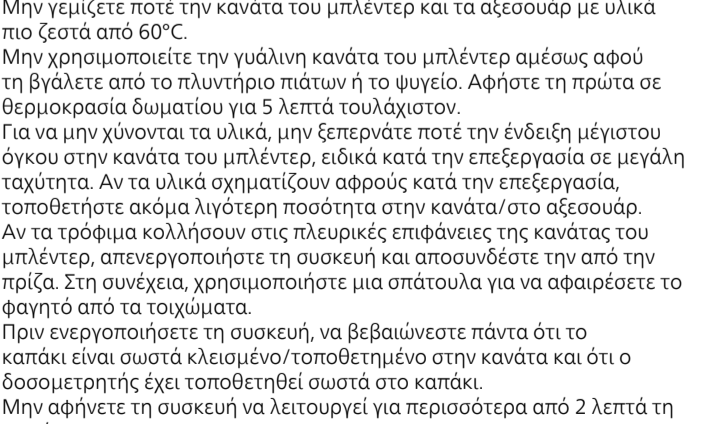 Μην γεμίζετε ποτέ την κανάτα του μπλέντερ και τα αξεσουάρ με υλικά
πιο ζεστά από 60°C.
Μην χρησιμοποιείτε την γυάλινη κανάτα του μπλέντερ αμέσως αφού
τη βγάλετε από το πλυντήριο πιάτων ή το ψυγείο. Αφήστε τη πρώτα σε
θερμοκρασία δωματίου για 5 λεπτά τουλάχιστον.
Για να μην χύνονται τα υλικά, μην ξεπερνάτε ποτέ την ένδειξη μέγιστου
όγκου στην κανάτα του μπλέντερ, ειδικά κατά την επεξεργασία σε μεγάλη
ταχύτητα. Αν τα υλικά σχηματίζουν αφρούς κατά την επεξεργασία,
τοποθετήστε ακόμα λιγότερη ποσότητα στην κανάτα/στο αξεσουάρ.
Αν τα τρόφιμα κολλήσουν στις πλευρικές επιφάνειες της κανάτας του
μπλέντερ, απενεργοποιήστε τη συσκευή και αποσυνδέστε την από την
πρίζα. Στη συνέχεια, χρησιμοποιήστε μια σπάτουλα για να αφαιρέσετε το
φαγητό από τα τοιχώματα.
Πριν ενεργοποιήσετε τη συσκευή, να βεβαιώνεστε πάντα ότι το
καπάκι είναι σωστά κλεισμένο/τοποθετημένο στην κανάτα και ότι ο
δοσομετρητής έχει τοποθετηθεί σωστά στο καπάκι.
Μην αφήνετε τη συσκευή να λειτουργεί για περισσότερα από 2 λεπτά τη